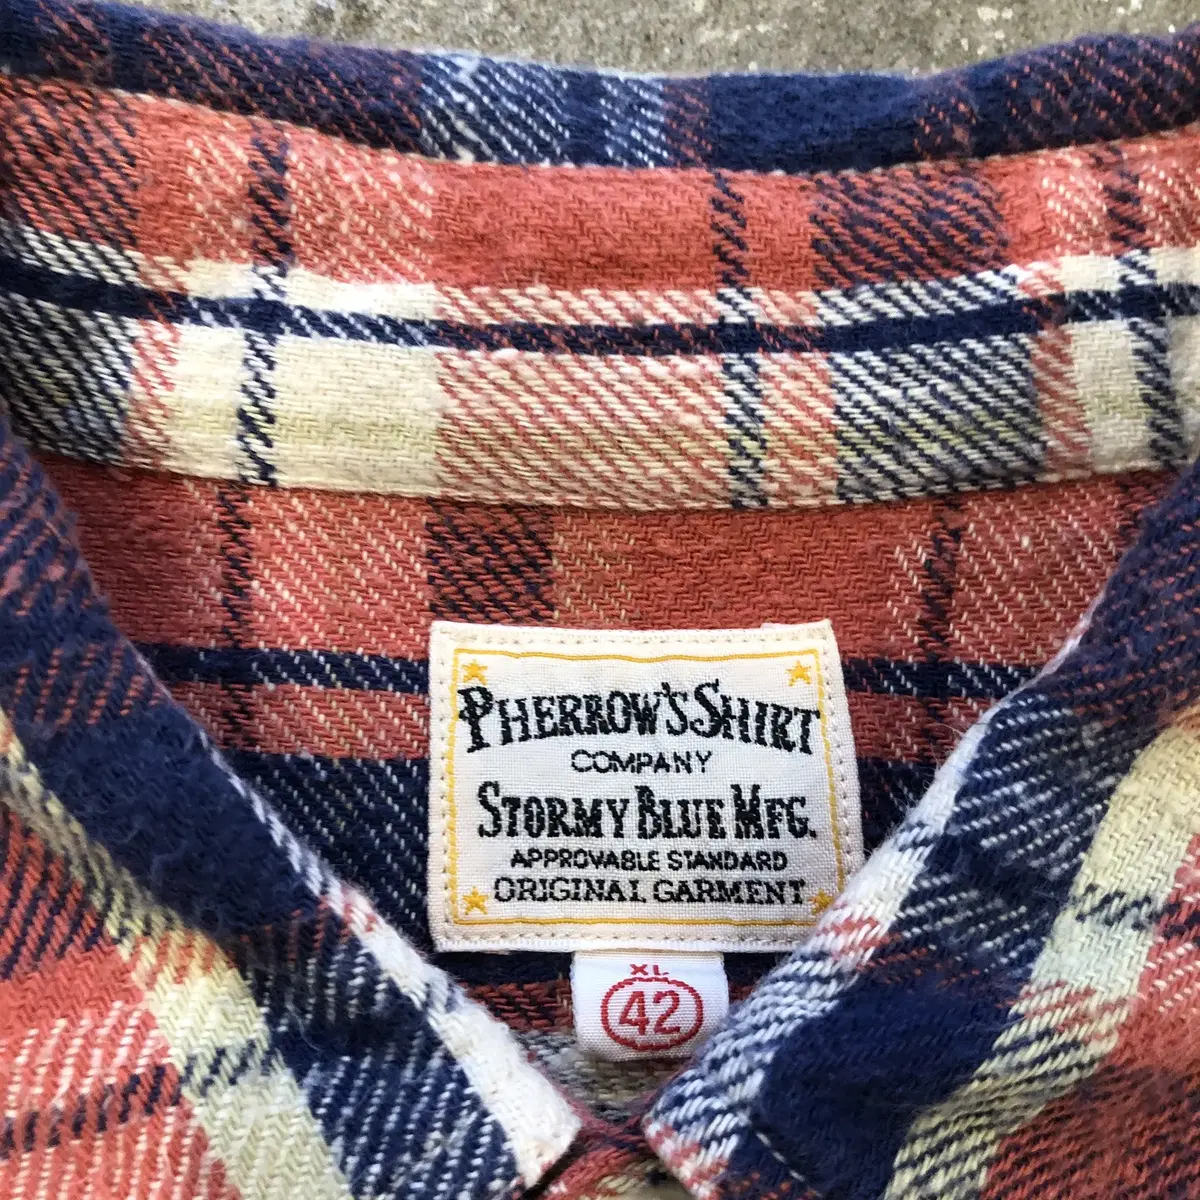 PHERROW'S SHIRT
COMPANY
STORMY BLUE MFG.
APPROVABLE STANDARD
ORIGINAL GARMENT
XL
42